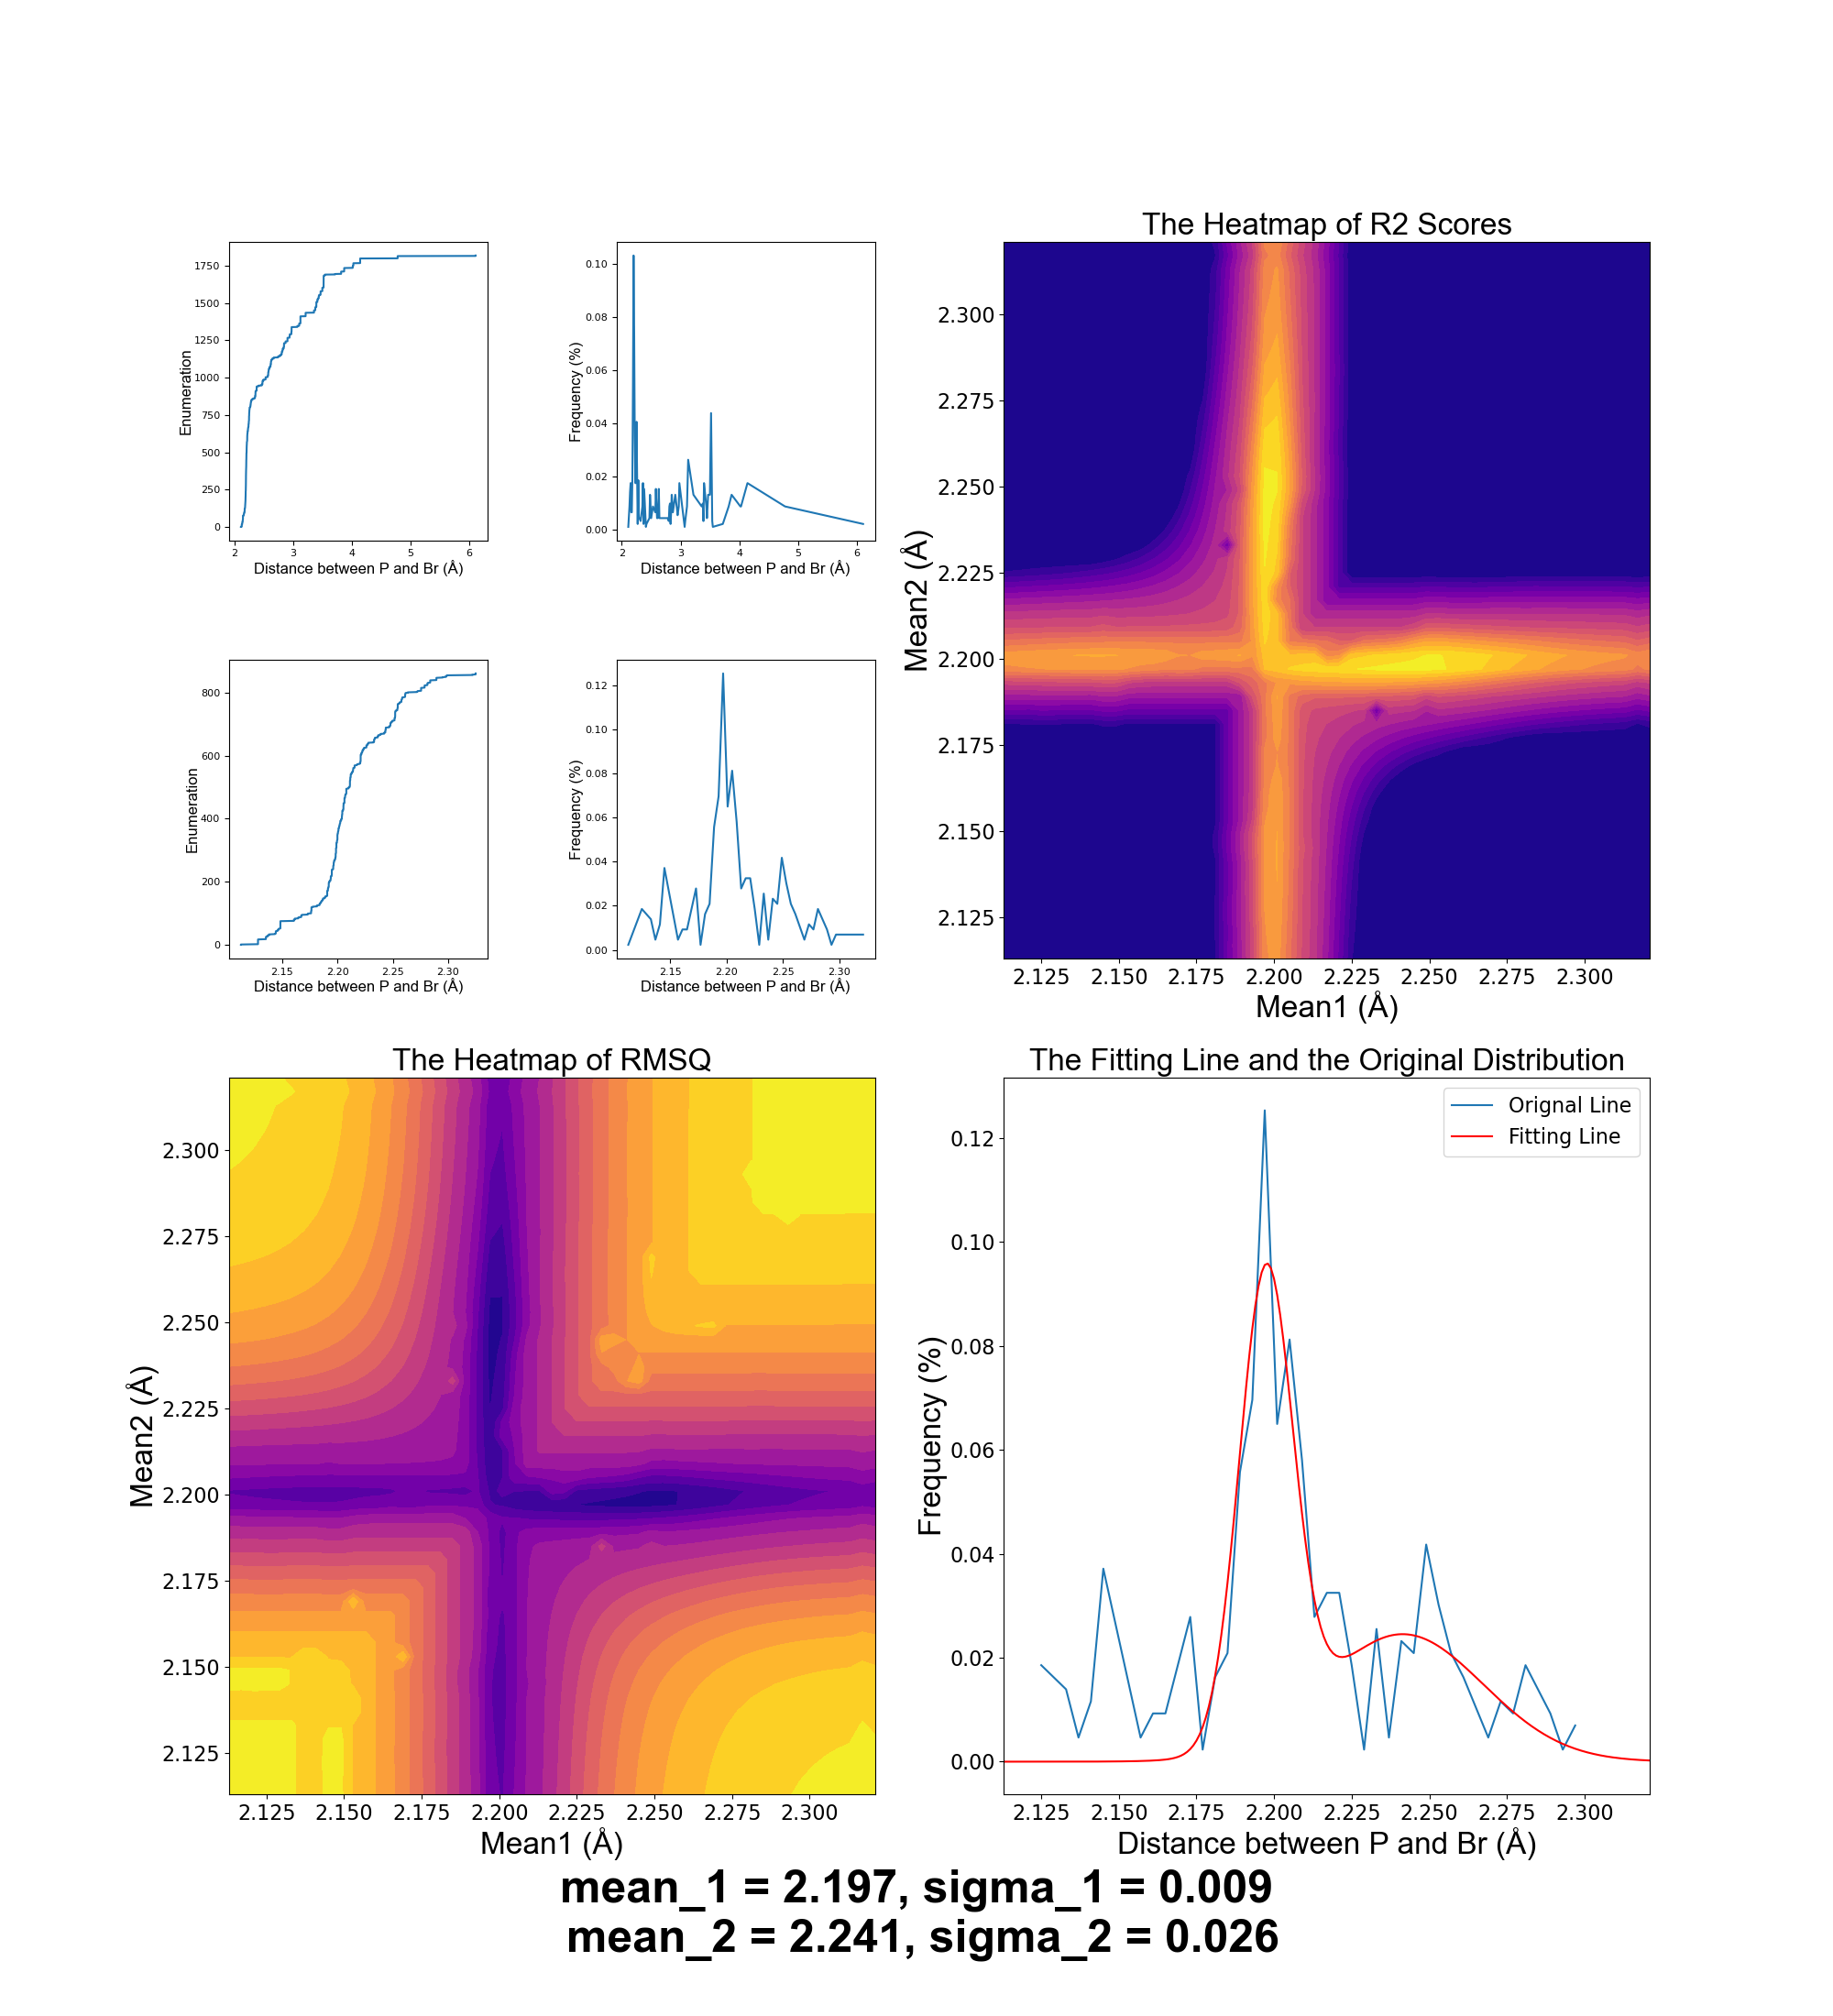 1750
1500
1250
1000
750
500
250
0
Enumeration
2 3 4 5 6
Distance between P and Br (Å)
0.10
0.08
0.06
0.04
0.02
0.00
Frequency (%)
2 3 4 5 6
Distance between P and Br (Å)
800
600
400
200
0
Enumeration
2.15 2.20 2.25 2.30
Distance between P and Br (Å)
0.12
0.10
0.08
0.06
0.04
0.02
0.00
Frequency (%)
2.15 2.20 2.25 2.30
Distance between P and Br (Å)
The Heatmap of R2 Scores
2.300
2.275
2.250
2.225
2.200
2.175
2.150
2.125
Mean2 (Å)
2.125 2.150 2.175 2.200 2.225 2.250 2.275 2.300
Mean1 (Å)
The Heatmap of RMSQ
2.300
2.275
2.250
2.225
2.200
2.175
2.150
2.125
Mean2 (Å)
2.125 2.150 2.175 2.200 2.225 2.250 2.275 2.300
Mean1 (Å)
The Fitting Line and the Original Distribution
Orignal Line
Fitting Line
0.12
0.10
0.08
0.06
0.04
0.02
0.00
Frequency (%)
2.125 2.150 2.175 2.200 2.225 2.250 2.275 2.300
Distance between P and Br (Å)
mean_1 = 2.197, sigma_1 = 0.009
mean_2 = 2.241, sigma_2 = 0.026